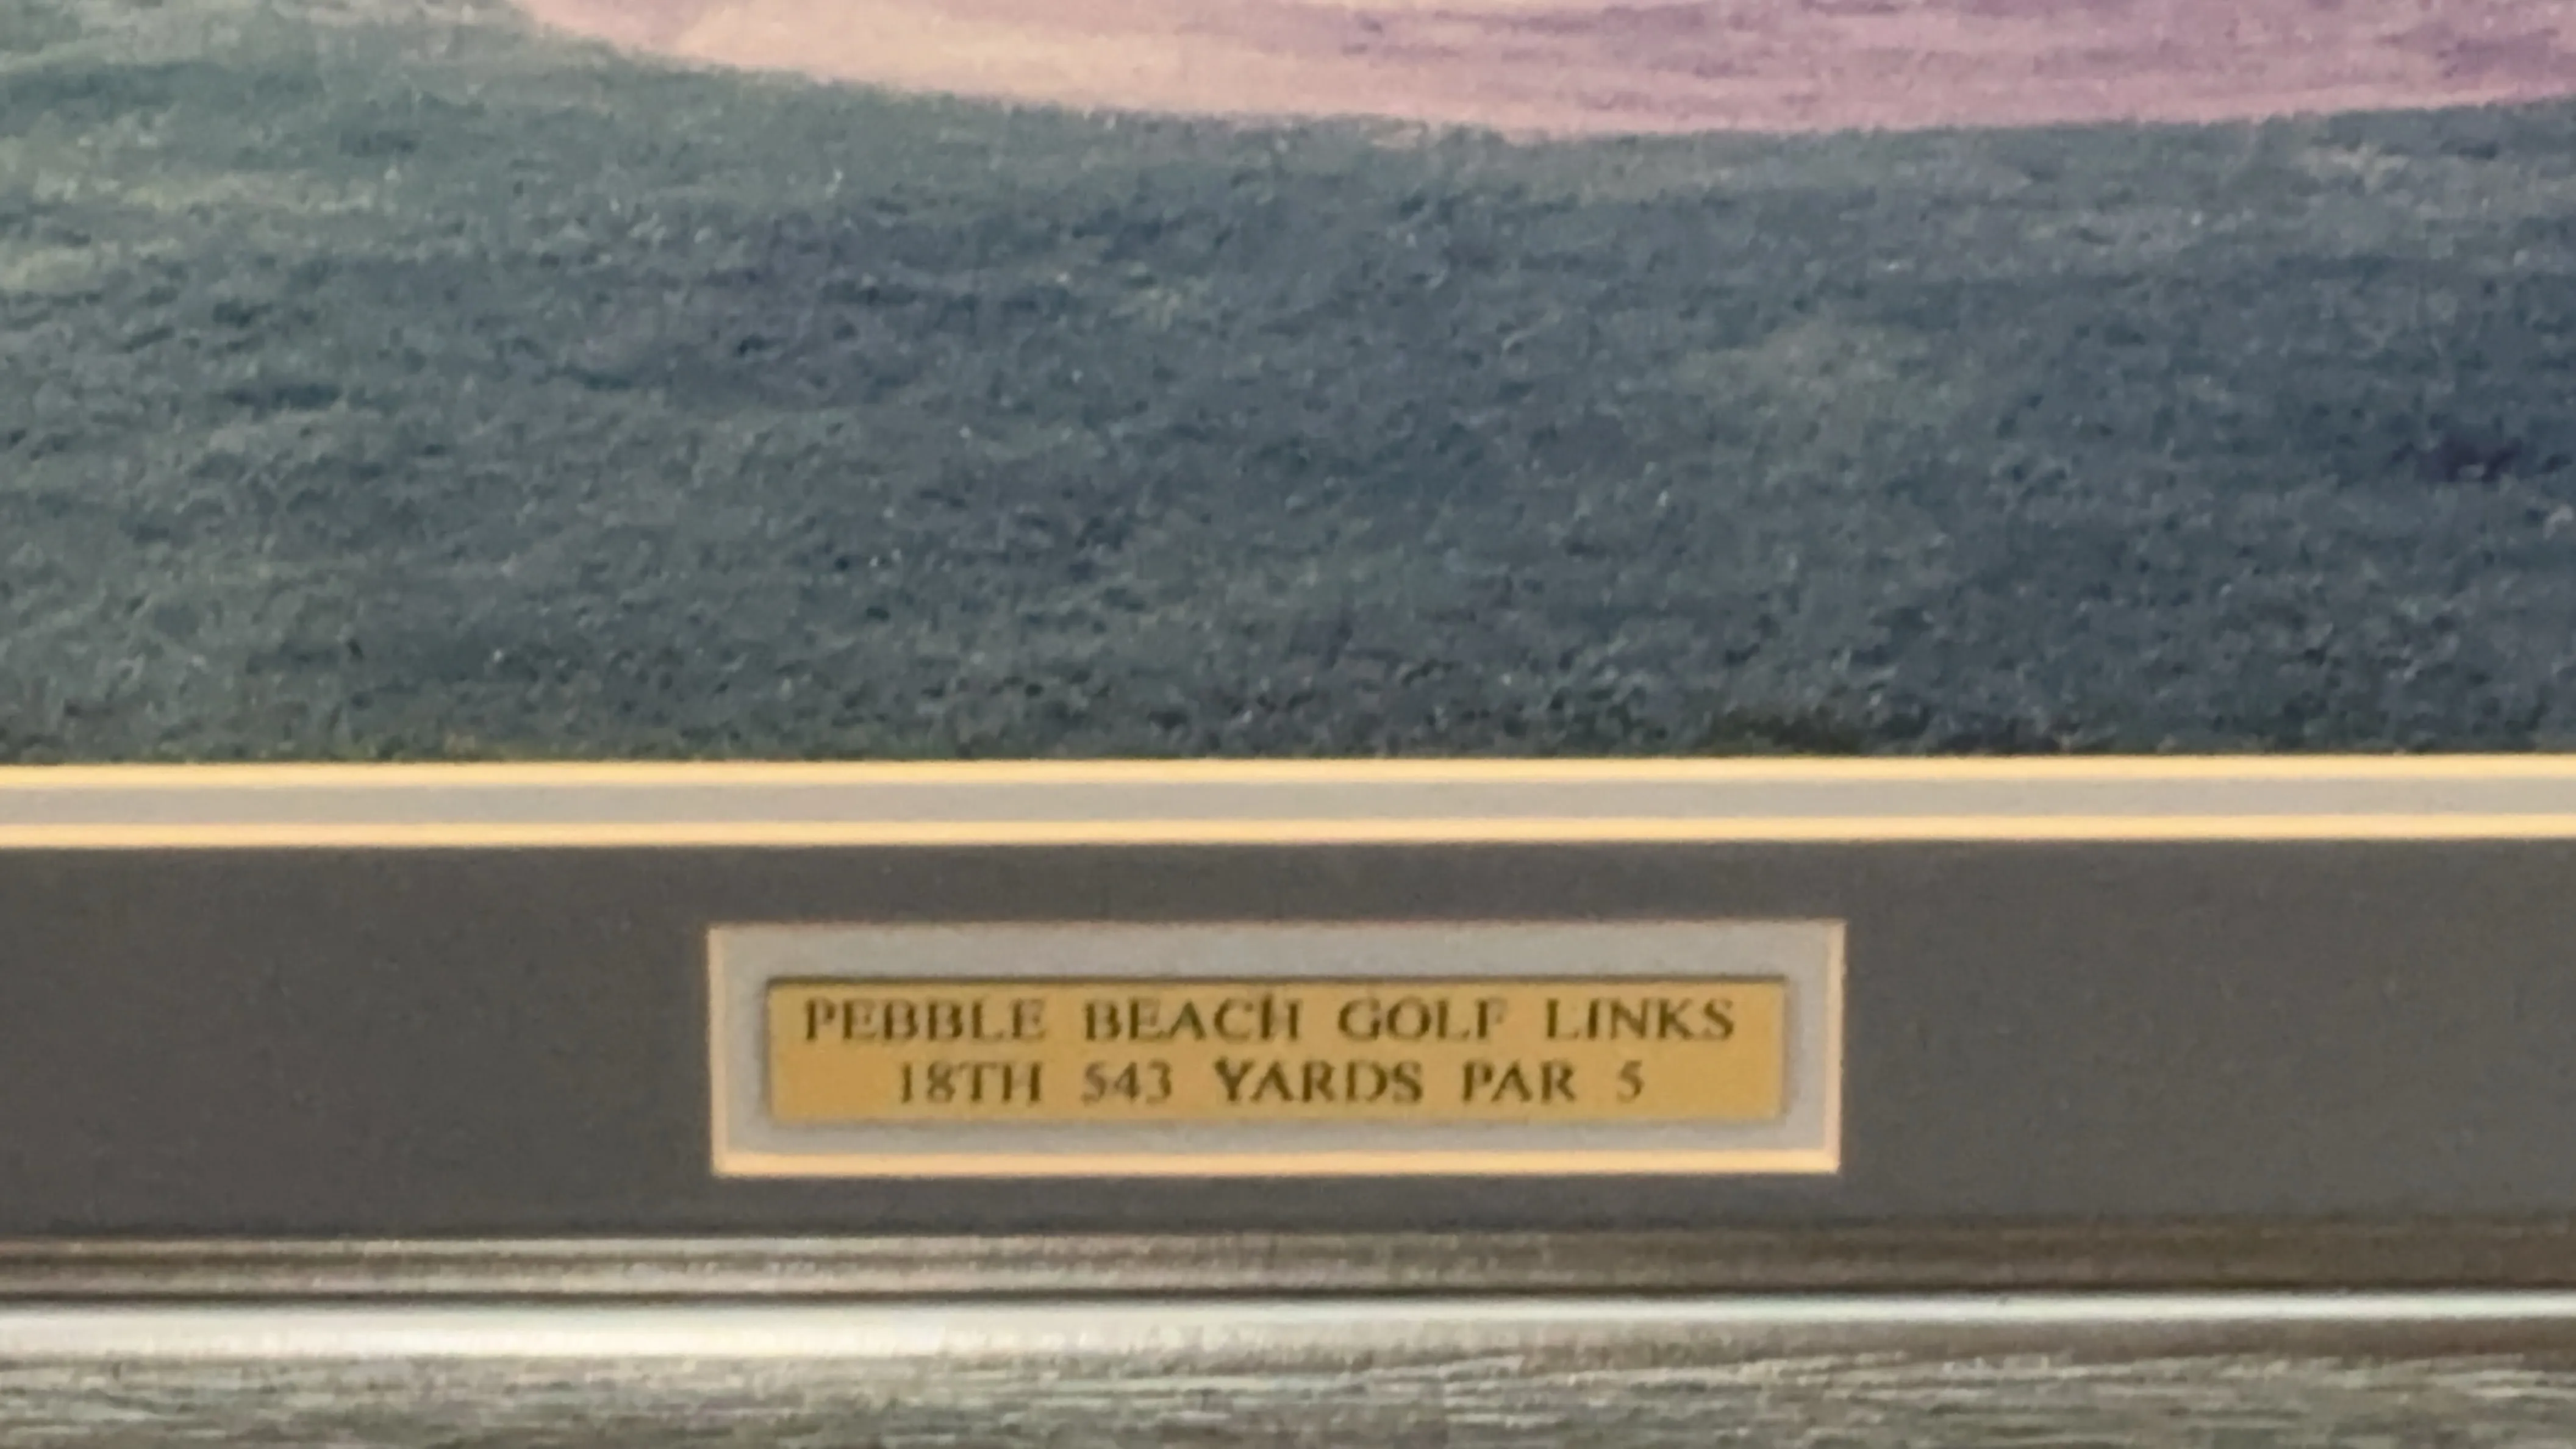 PEBBLE BEACH GOLF LINKS
18TH 543 YARDS PAR 5